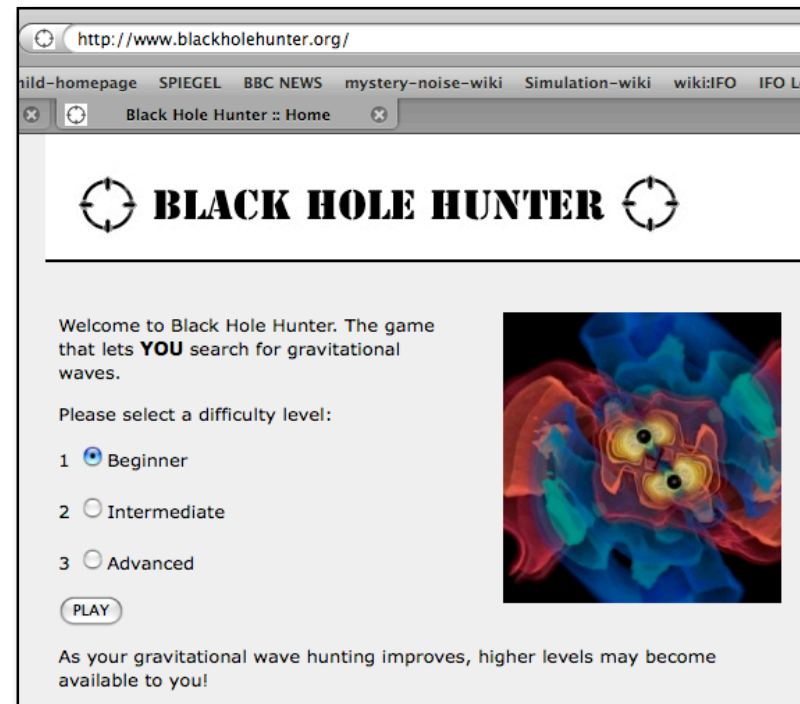 http://www.blackholehunter.org/
hild-homepage SPIEGEL BBC NEWS mystery-noise-wiki Simulation-wiki wiki:IFO IFO L
Black Hole Hunter :: Home
BLACK HOLE HUNTER
Welcome to Black Hole Hunter. The game
that lets YOU search for gravitational
waves.
Please select a difficulty level:
1 Beginner
2 Intermediate
3 Advanced
PLAY
As your gravitational wave hunting improves, higher levels may become
available to you!